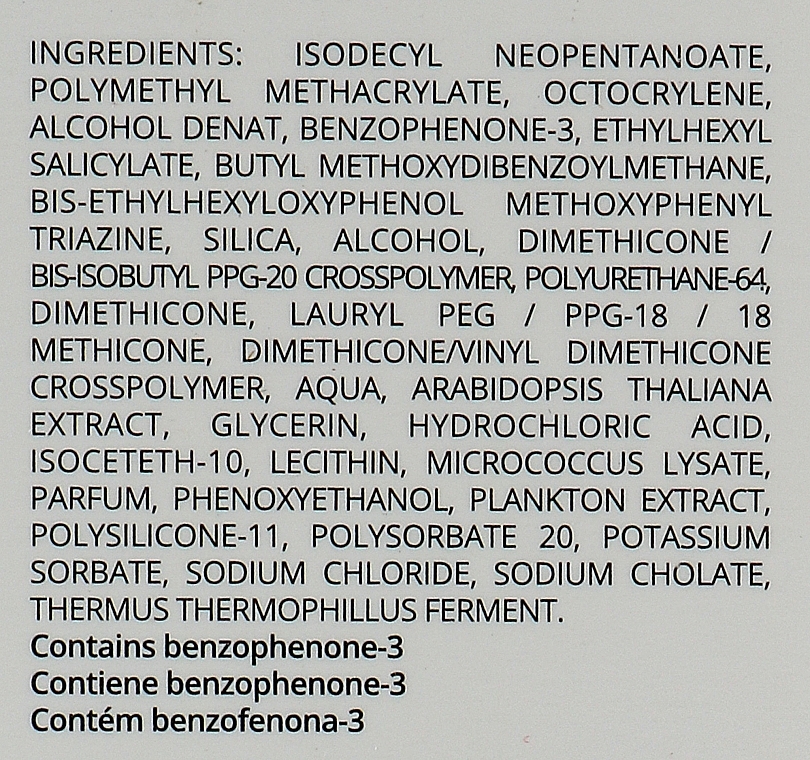 INGREDIENTS: ISODECYL NEOPENTANOATE,
POLYMETHYL METHACRYLATE, OCTOCRYLENE,
ALCOHOL DENAT, BENZOPHENONE-3, ETHYLHEXYL
SALICYLATE, BUTYL METHOXYDIBENZOYLMETHANE,
BIS-ETHYLHEXYLOXYPHENOL METHOXYPHENYL
TRIAZINE, SILICA, ALCOHOL, DIMETHICONE /
BIS-ISOBUTYL PPG-20 CROSSPOLYMER, POLYURETHANE-64,
DIMETHICONE, LAURYL PEG / PPG-18 / 18
METHICONE, DIMETHICONE/VINYL DIMETHICONE
CROSSPOLYMER, AQUA, ARABIDOPSIS THALIANA
EXTRACT, GLYCERIN, HYDROCHLORIC ACID,
ISOCETETH-10, LECITHIN, MICROCOCCUS LYSATE,
PARFUM, PHENOXYETHANOL, PLANKTON EXTRACT,
POLYSILICONE-11, POLYSORBATE 20, POTASSIUM
SORBATE, SODIUM CHLORIDE, SODIUM CHOLATE,
THERMUS THERMOPHILLUS FERMENT.
Contains benzophenone-3
Contiene benzophenone-3
Contém benzofenona-3